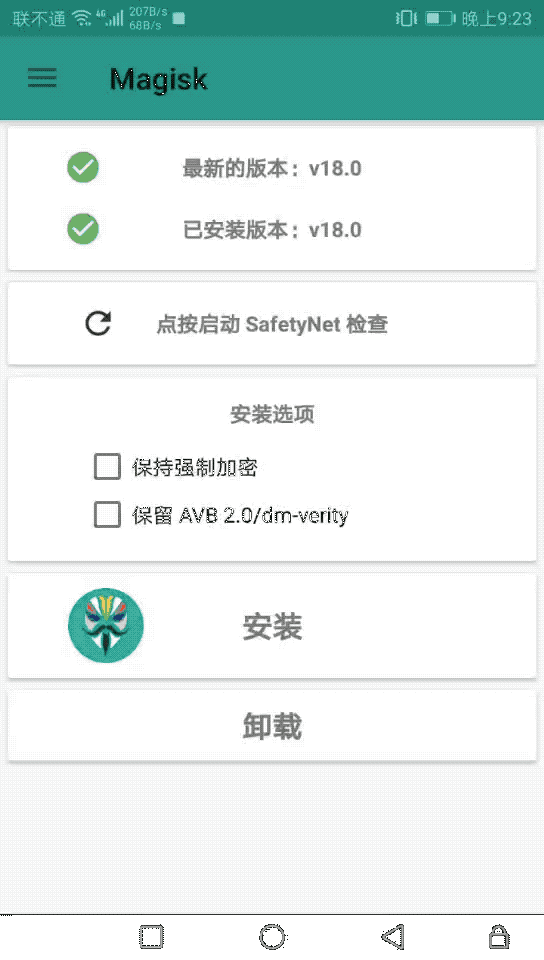 联不通 4G 207B/s 68B/s 晚上9:23
Magisk
最新的版本：v18.0
已安装版本：v18.0
点按启动 SafetyNet 检查
安装选项
保持强制加密
保留 AVB 2.0/dm-verity
安装
卸载